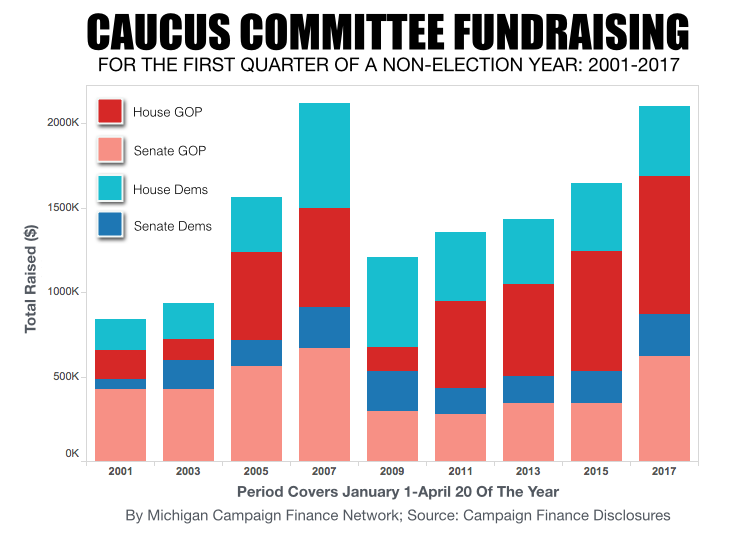 CAUCUS COMMITTEE FUNDRAISING
FOR THE FIRST QUARTER OF A NON-ELECTION YEAR: 2001-2017
House GOP
Senate GOP
House Dems
Senate Dems
Total Raised ($)
2000K
1500K
1000K
500K
0K
2001 2003 2005 2007 2009 2011 2013 2015 2017
Period Covers January 1-April 20 Of The Year
By Michigan Campaign Finance Network; Source: Campaign Finance Disclosures